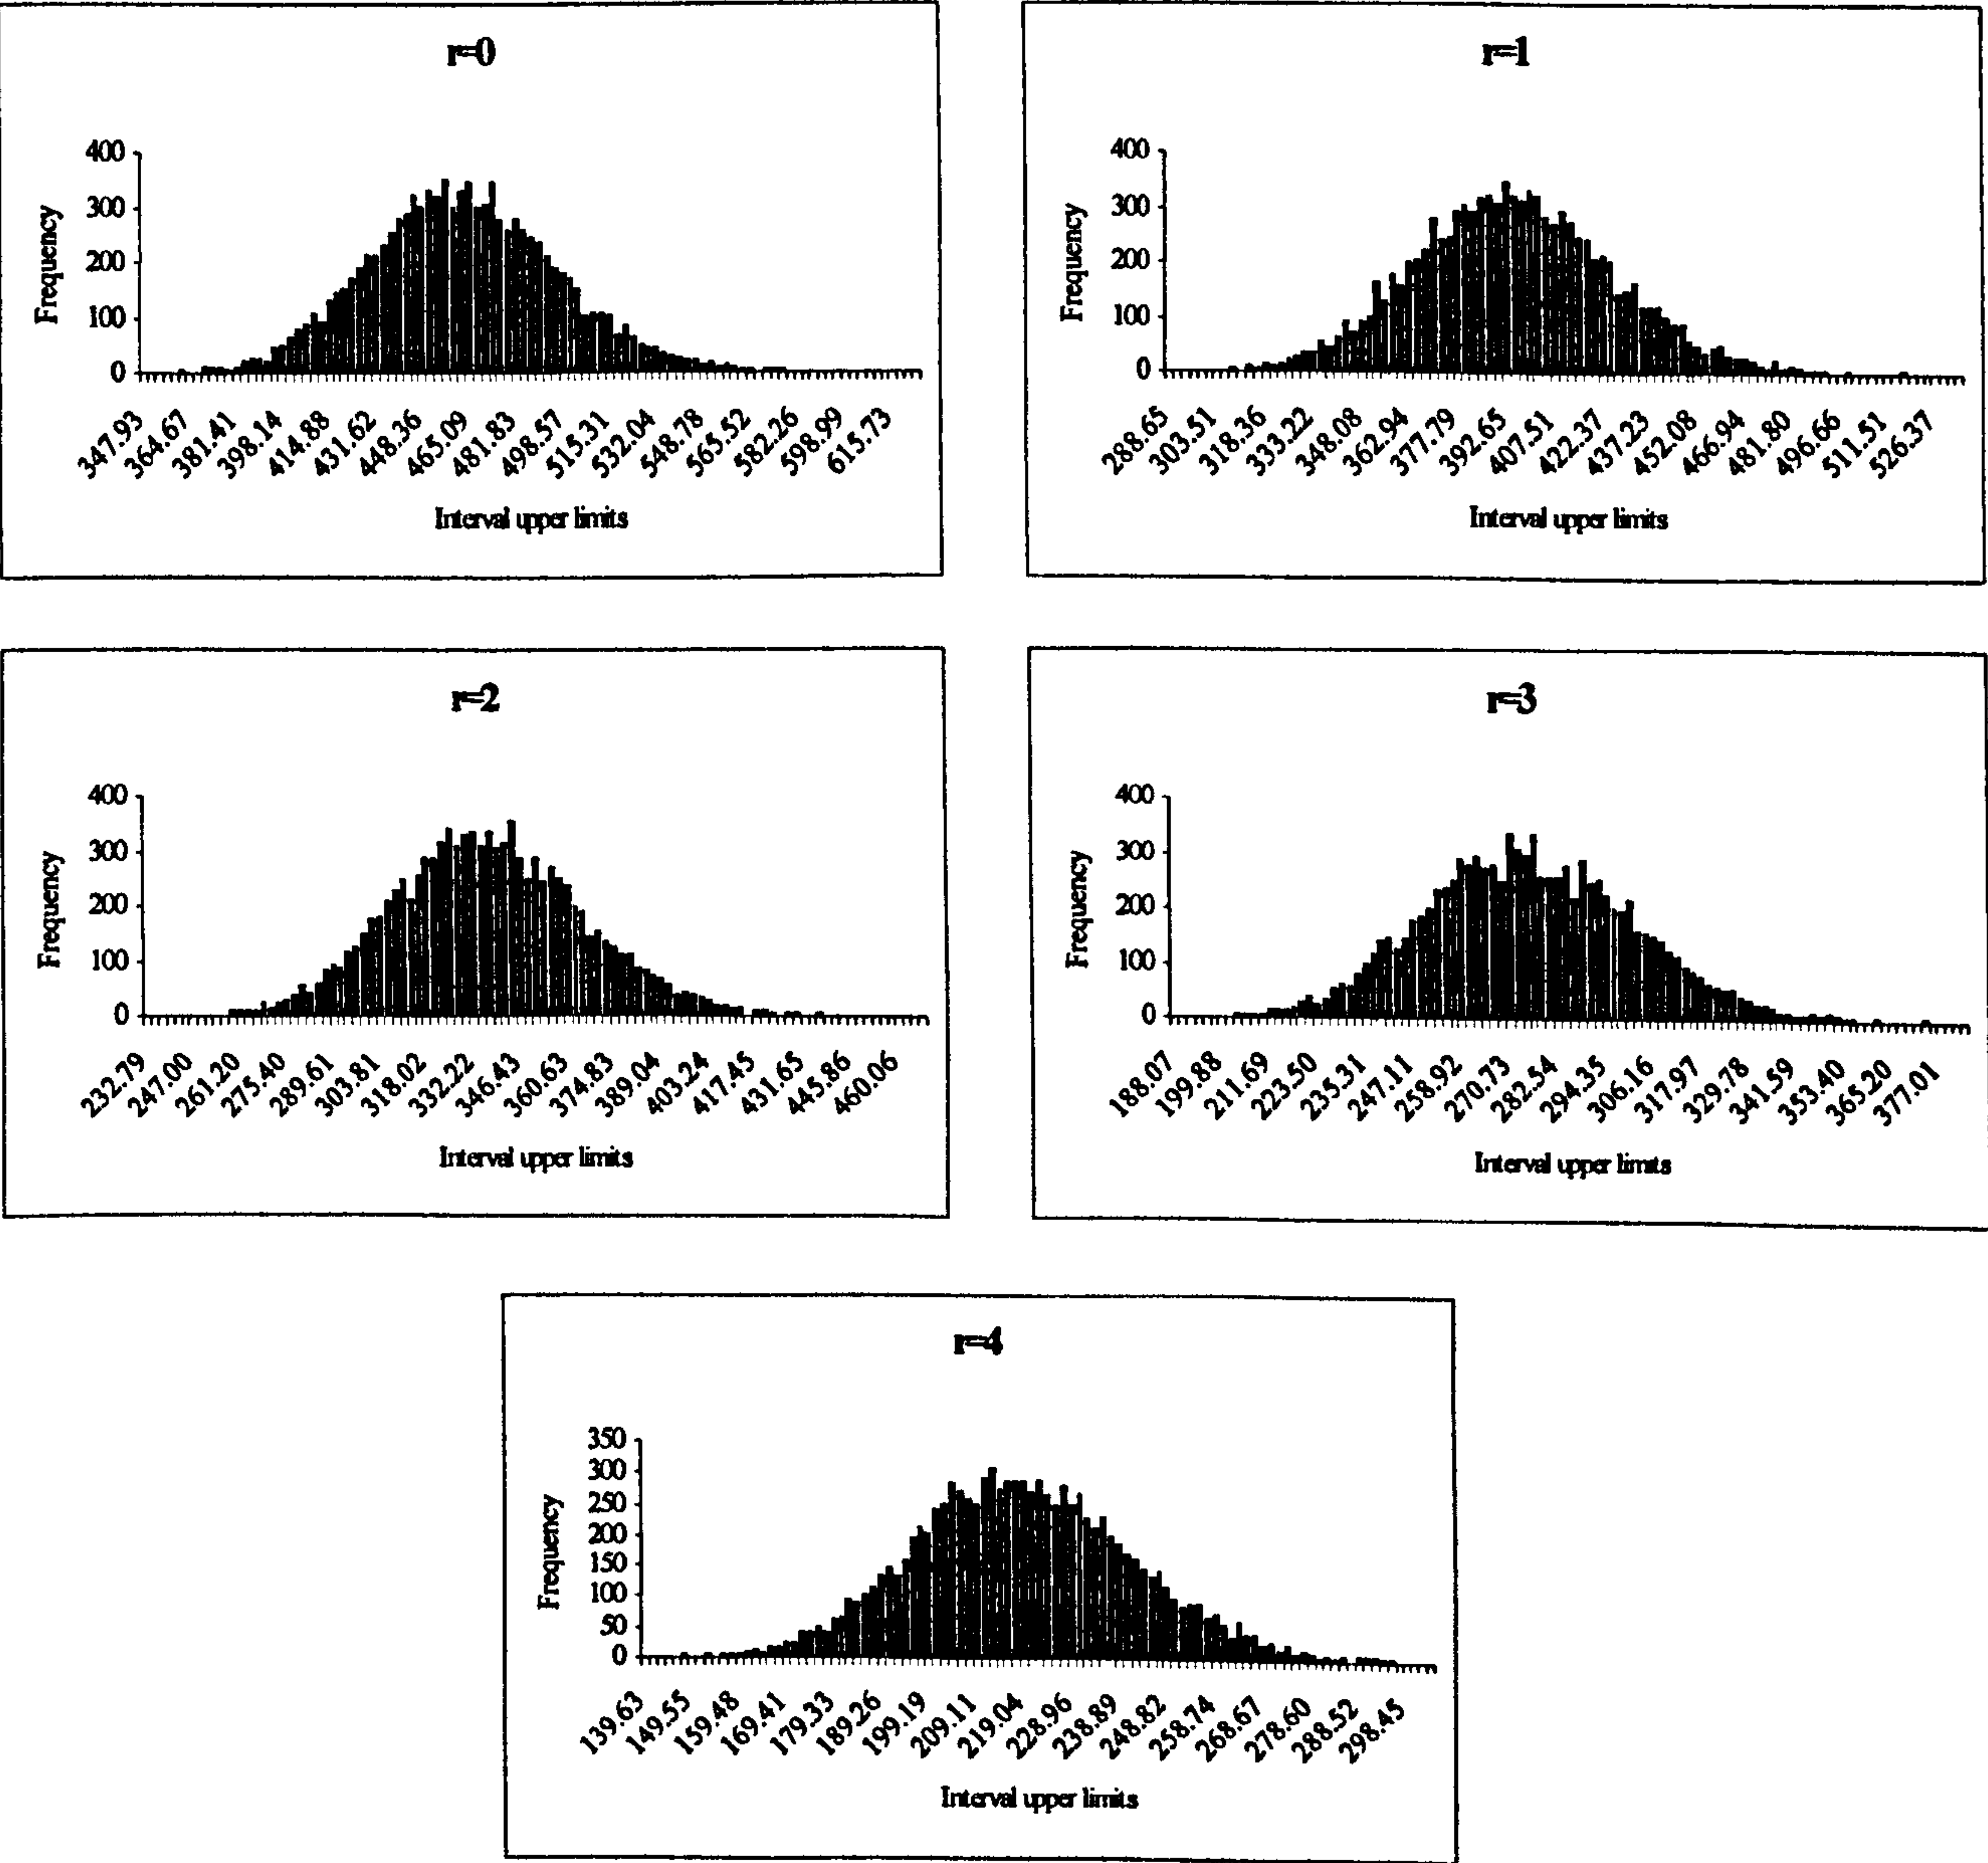 r=0
Frequency
400
300
200
100
0
347.93 364.67 381.41 398.14 414.88 431.62 448.36 465.09 481.83 498.57 515.31 532.04 548.78 565.52 582.26 598.99 615.73
Interval upper limits
r=1
Frequency
400
300
200
100
0
288.65 303.51 318.36 333.22 348.08 362.94 377.79 392.65 407.51 422.37 437.23 452.08 466.94 481.80 496.66 511.51 526.37
Interval upper limits
r=2
Frequency
400
300
200
100
0
232.79 247.00 261.20 275.40 289.61 303.81 318.02 332.22 346.43 360.63 374.83 389.04 403.24 417.45 431.65 445.86 460.06
Interval upper limits
r=3
Frequency
400
300
200
100
0
188.07 199.88 211.69 223.50 235.31 247.11 258.92 270.73 282.54 294.35 306.16 317.97 329.78 341.59 353.40 365.20 377.01
Interval upper limits
r=4
Frequency
350
300
250
200
150
100
50
0
139.63 149.55 159.48 169.41 179.33 189.26 199.19 209.11 219.04 228.96 238.89 248.82 258.74 268.67 278.60 288.52 298.45
Interval upper limits